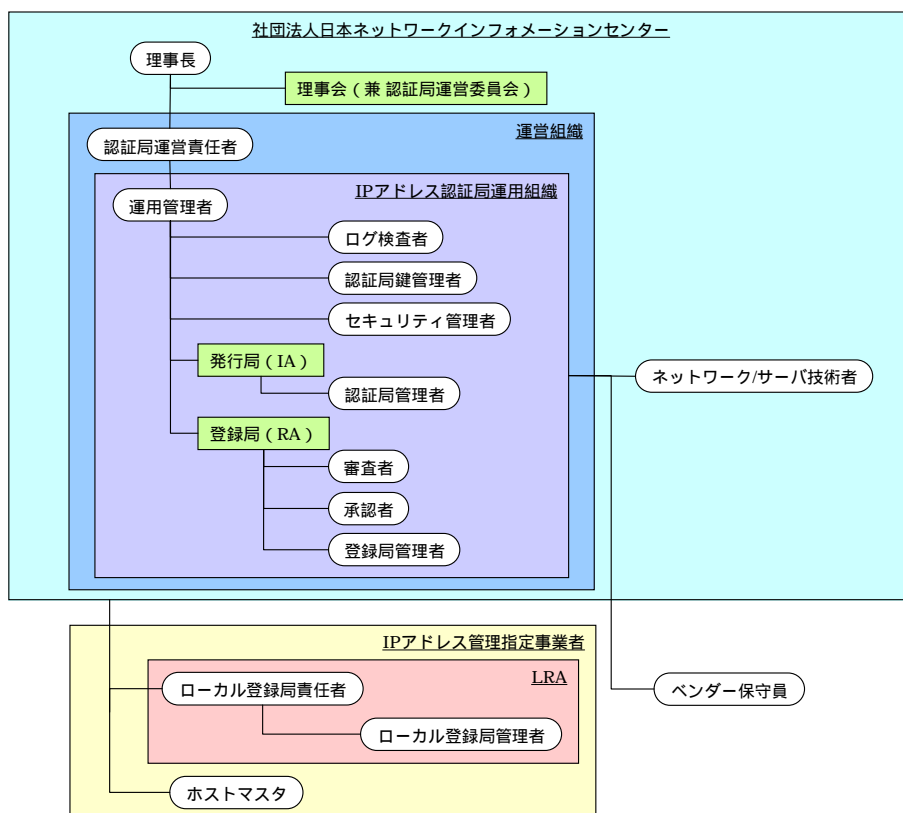 社団法人日本ネットワークインフォメーションセンター
理事長
理事会（兼 認証局運営委員会）
運営組織
認証局運営責任者
IPアドレス認証局運用組織
運用管理者
ログ検査者
認証局鍵管理者
セキュリティ管理者
発行局（IA）
ネットワーク/サーバ技術者
認証局管理者
登録局（RA）
審査者
承認者
登録局管理者
IPアドレス管理指定事業者
LRA
ローカル登録局責任者
ベンダー保守員
ローカル登録局管理者
ホストマスタ